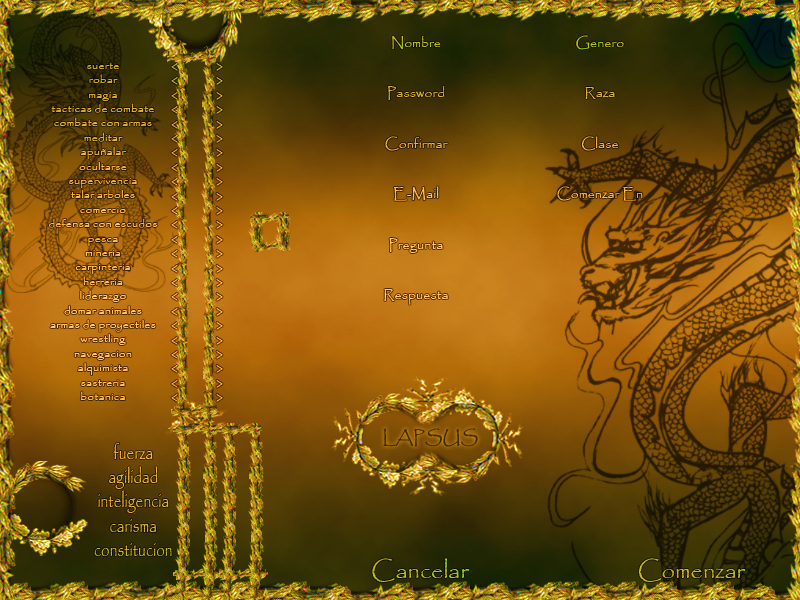 suerte
robar
magia
tacticas de combate
combate con armas
meditar
apuñalar
ocultarse
supervivencia
talar arboles
comercio
defensa con escudos
pesca
mineria
carpinteria
herreria
liderazgo
domar animales
armas de proyectiles
wrestling
navegacion
alquimista
sastreria
botanica
fuerza
agilidad
inteligencia
carisma
constitucion
Nombre
Password
Confirmar
E-Mail
Pregunta
Respuesta
Genero
Raza
Clase
Comenzar En
LAPSUS
Cancelar
Comenzar